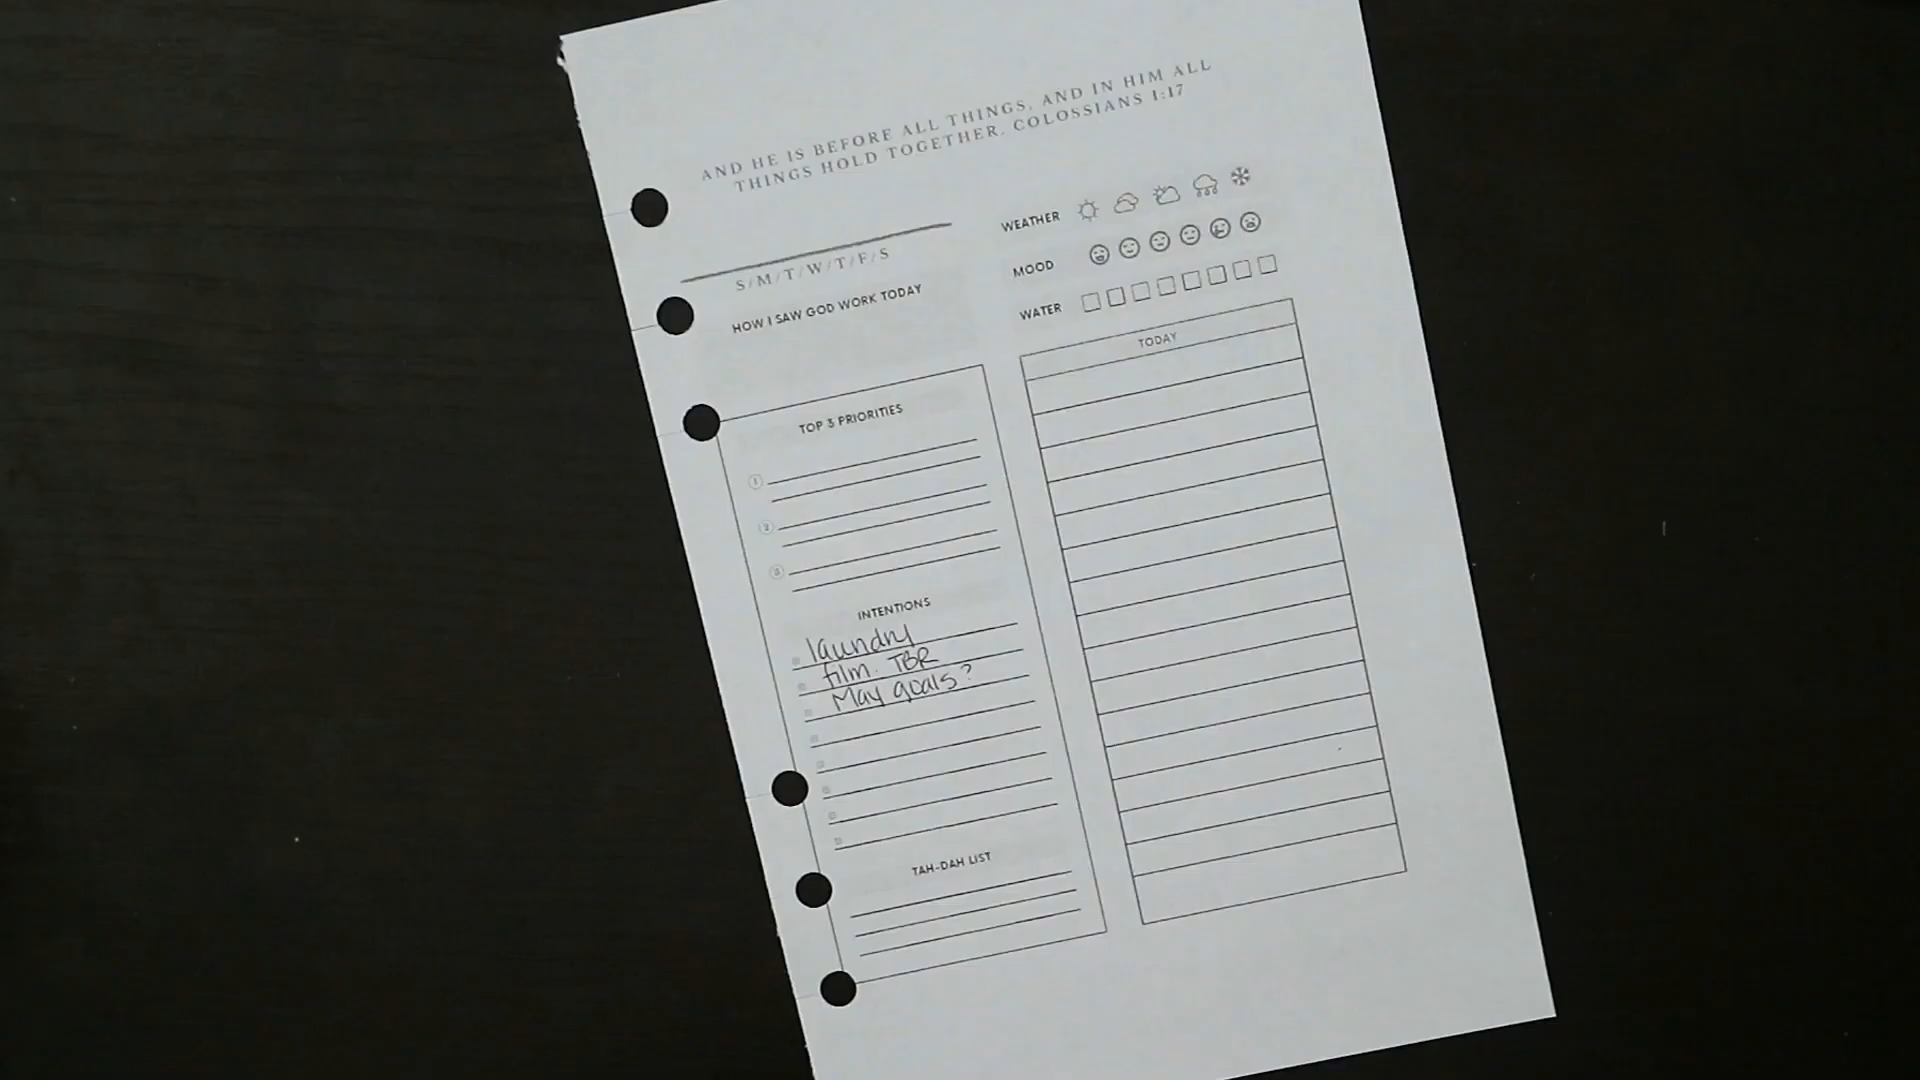 AND HE IS BEFORE ALL THINGS, AND IN HIM ALL
THINGS HOLD TOGETHER. COLOSSIANS 1:17
S/M/T/W/T/F/S
HOW I SAW GOD WORK TODAY
TOP 3 PRIORITIES
1
2
3
INTENTIONS
laundry
film. TBR
May goals?
TAH-DAH LIST
WEATHER
MOOD
WATER
TODAY